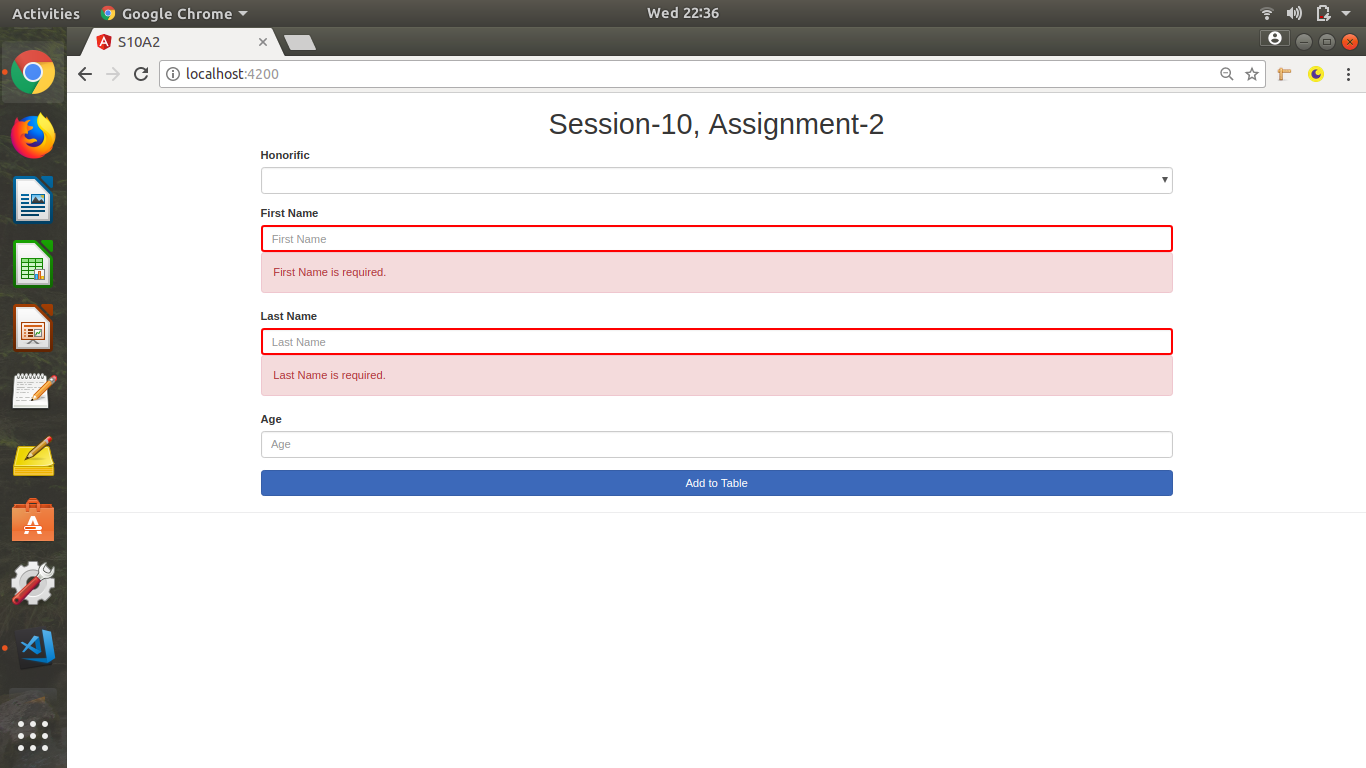 Activities Google Chrome Wed 22:36
S10A2
localhost:4200
Session-10, Assignment-2
Honorific
First Name
First Name
First Name is required.
Last Name
Last Name
Last Name is required.
Age
Age
Add to Table